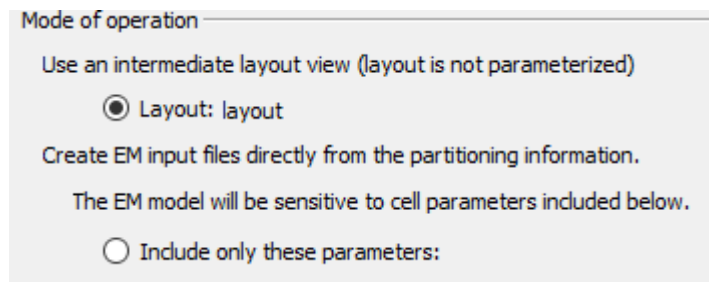 Mode of operation
Use an intermediate layout view (layout is not parameterized)
Layout: layout
Create EM input files directly from the partitioning information.
The EM model will be sensitive to cell parameters included below.
Include only these parameters: